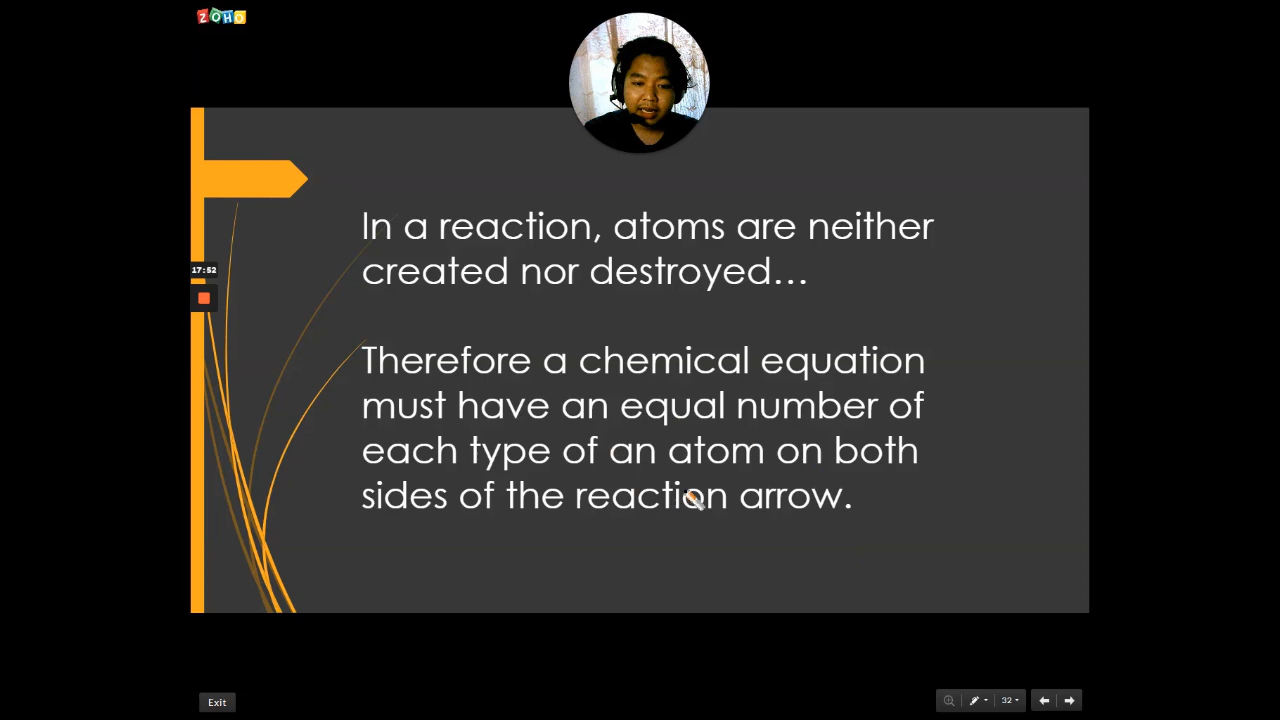 ZOHO
17:52
In a reaction, atoms are neither
created nor destroyed…
Therefore a chemical equation
must have an equal number of
each type of an atom on both
sides of the reaction arrow.
Exit
32